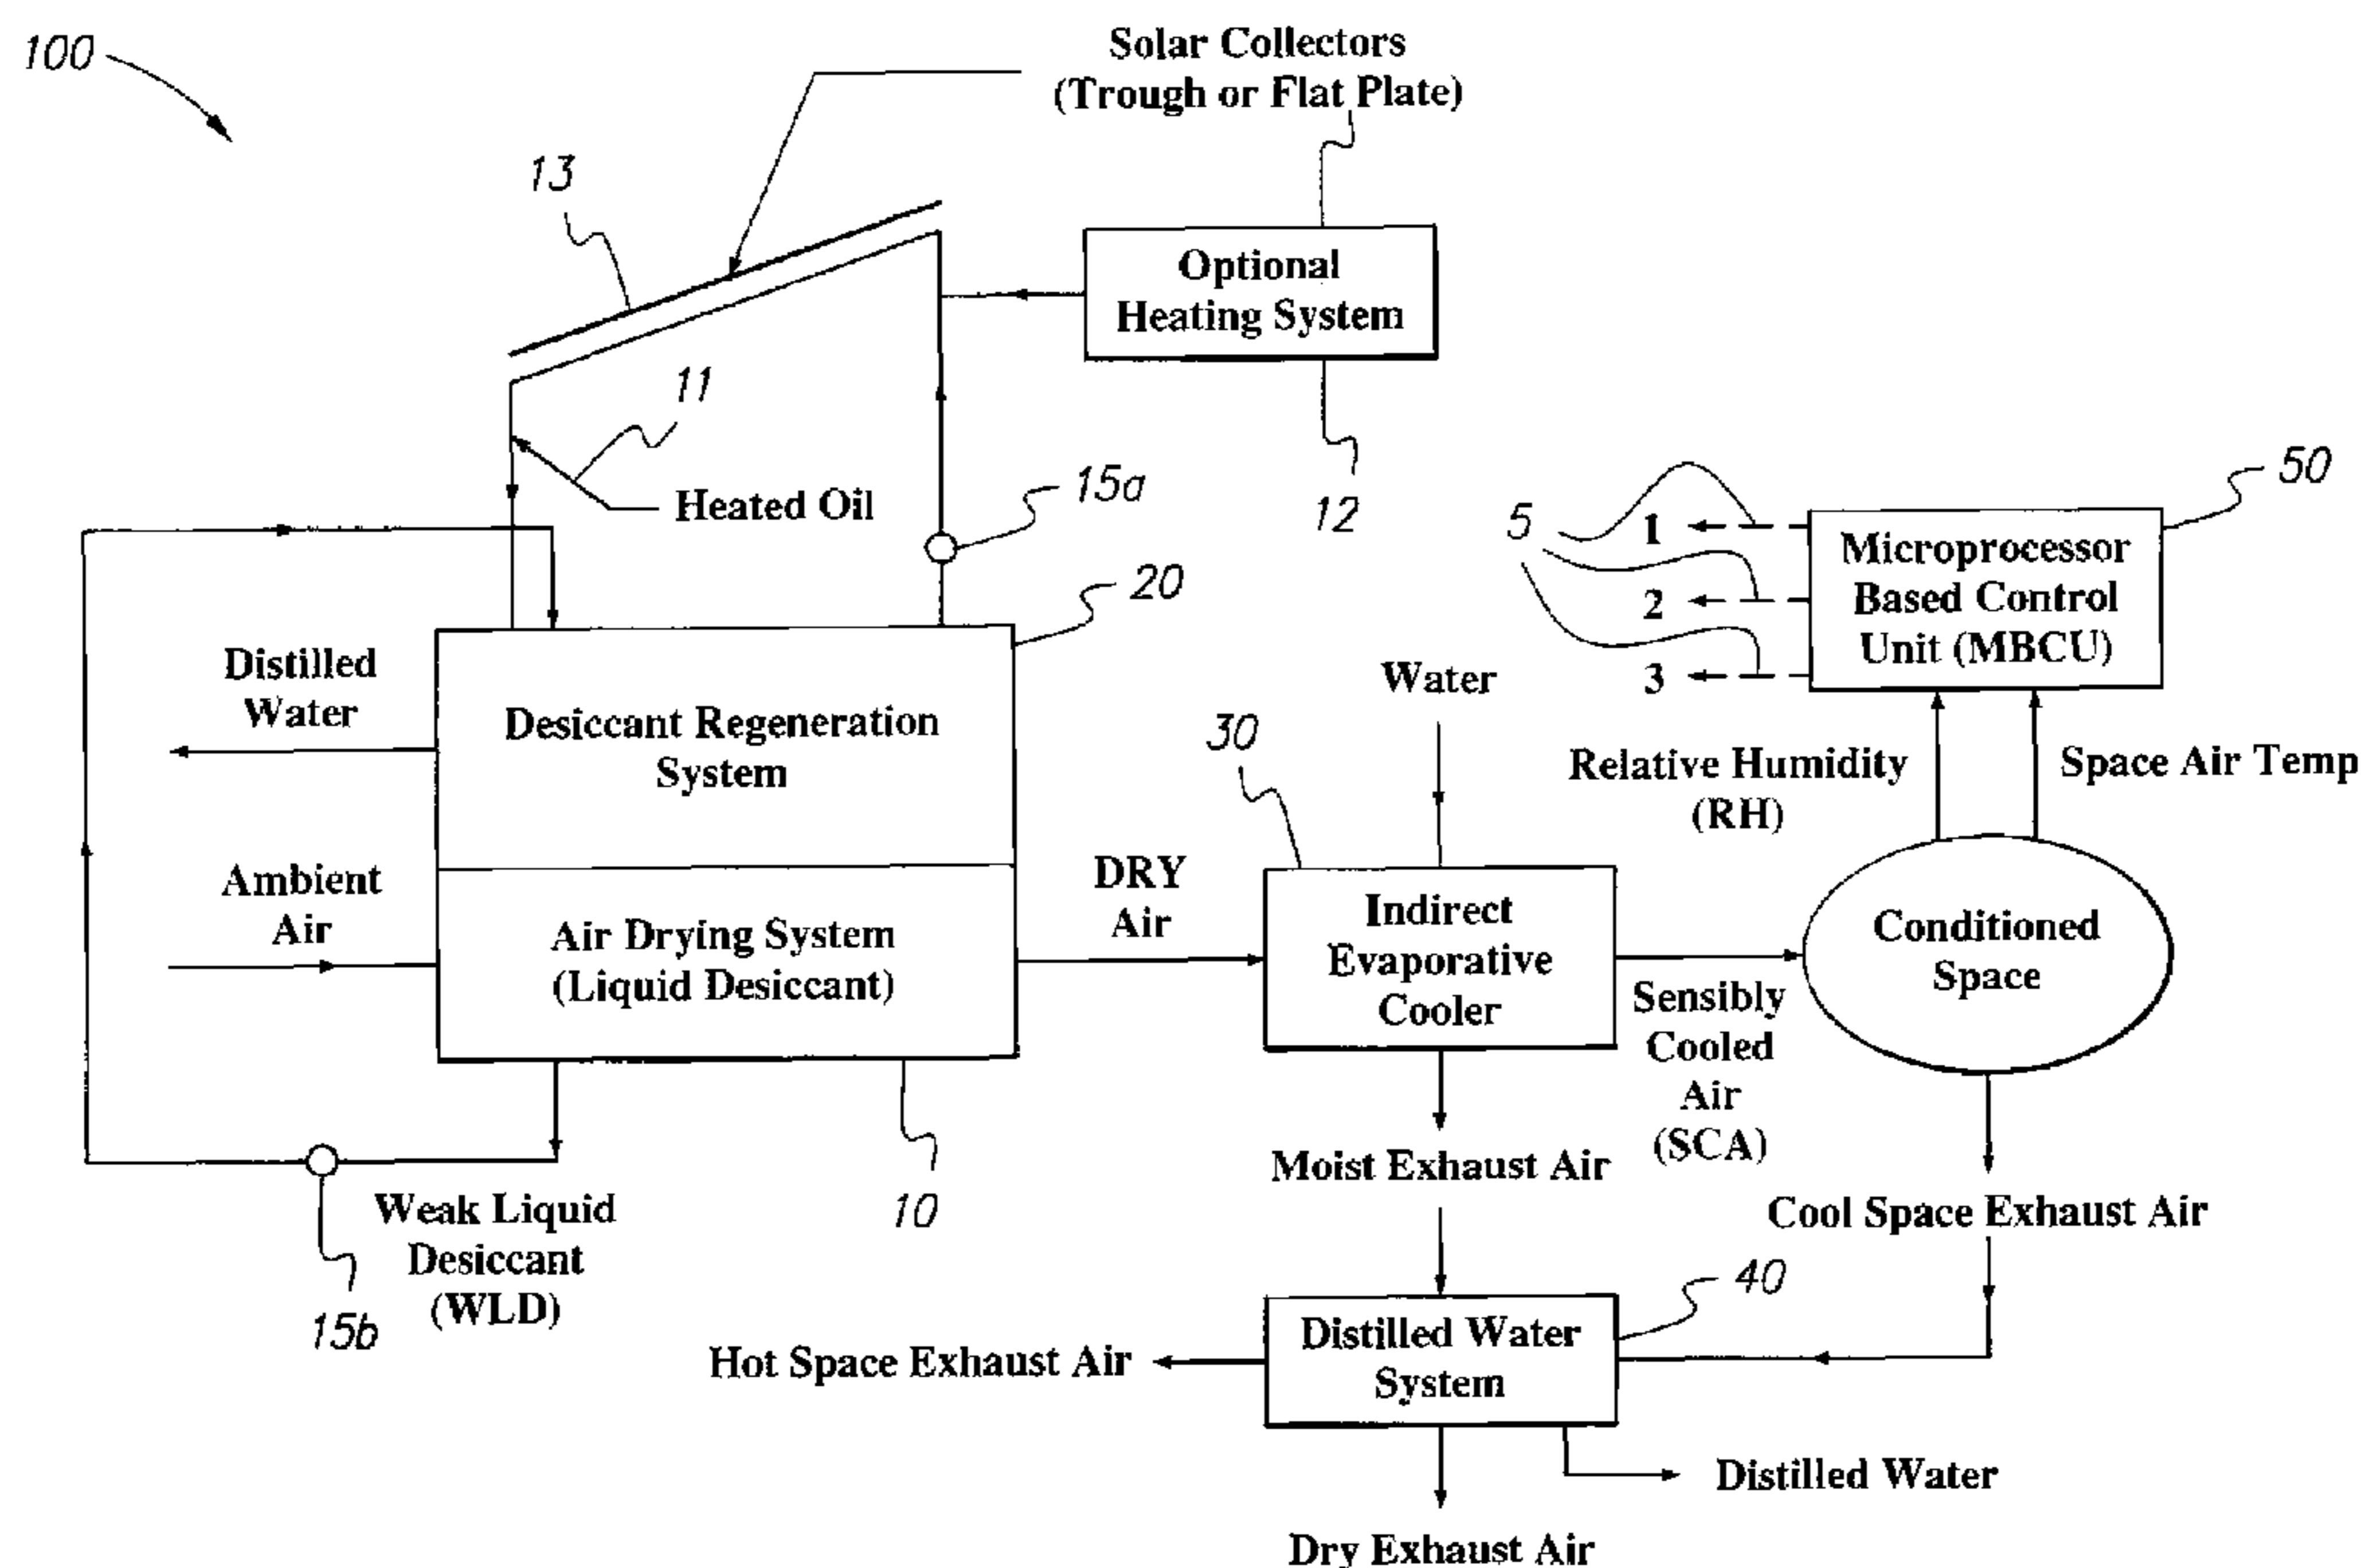 100
Solar Collectors
(Trough or Flat Plate)
13
Optional
Heating System
11
Heated Oil
15a
12
50
5
1
2
3
Microprocessor
Based Control
Unit (MBCU)
20
Distilled
Water
Desiccant Regeneration
System
Water
30
Relative Humidity
(RH)
Space Air Temp
Ambient
Air
Air Drying System
(Liquid Desiccant)
DRY
Air
Indirect
Evaporative
Cooler
Sensibly
Cooled
Air
(SCA)
Conditioned
Space
Moist Exhaust Air
Cool Space Exhaust Air
10
Weak Liquid
Desiccant
(WLD)
15b
40
Hot Space Exhaust Air
Distilled Water
System
Distilled Water
Dry Exhaust Air